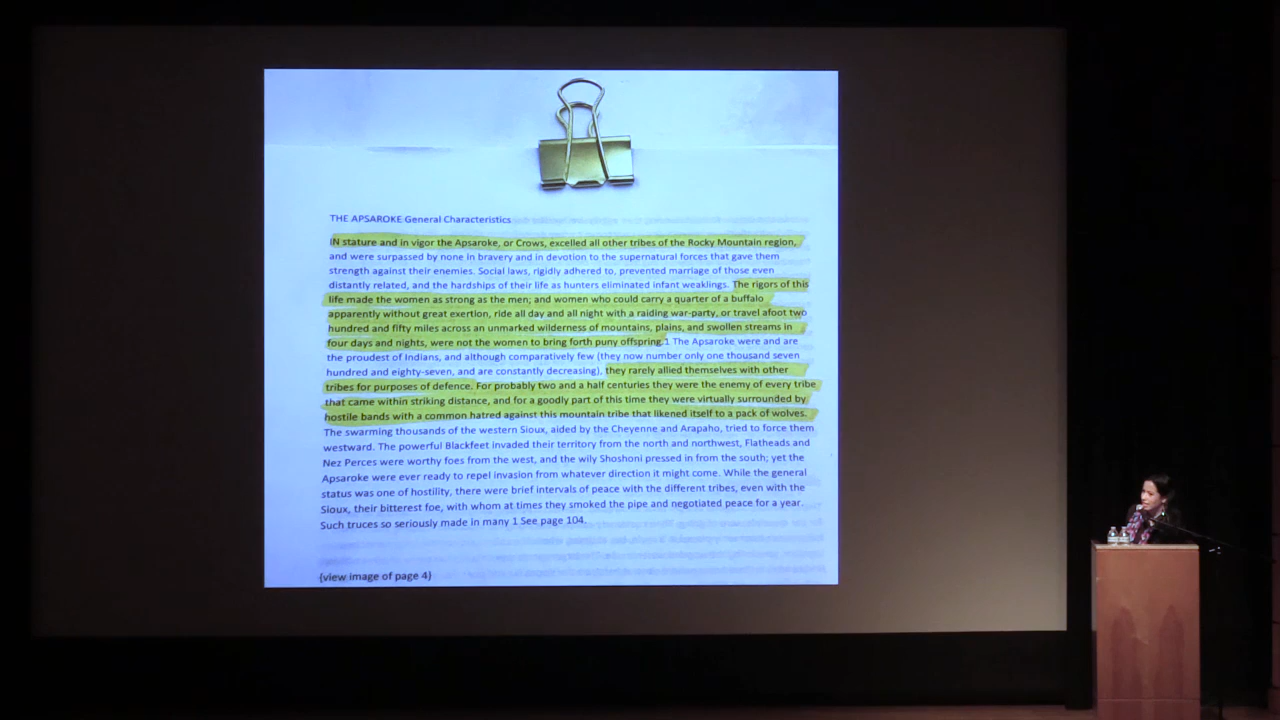 THE APSAROKE General Characteristics
IN stature and in vigor the Apsaroke, or Crows, excelled all other tribes of the Rocky Mountain region,
and were surpassed by none in bravery and in devotion to the supernatural forces that gave them
strength against their enemies. Social laws, rigidly adhered to, prevented marriage of those even
distantly related, and the hardships of their life as hunters eliminated infant weaklings. The rigors of this
life made the women as strong as the men; and women who could carry a quarter of a buffalo
apparently without great exertion, ride all day and all night with a raiding war-party, or travel afoot two
hundred and fifty miles across an unmarked wilderness of mountains, plains, and swollen streams in
four days and nights, were not the women to bring forth puny offspring.1 The Apsaroke were and are
the proudest of Indians, and although comparatively few (they now number only one thousand seven
hundred and eighty-seven, and are constantly decreasing), they rarely allied themselves with other
tribes for purposes of defence. For probably two and a half centuries they were the enemy of every tribe
that came within striking distance, and for a goodly part of this time they were virtually surrounded by
hostile bands with a common hatred against this mountain tribe that likened itself to a pack of wolves.
The swarming thousands of the western Sioux, aided by the Cheyenne and Arapaho, tried to force them
westward. The powerful Blackfeet invaded their territory from the north and northwest, Flatheads and
Nez Perces were worthy foes from the west, and the wily Shoshoni pressed in from the south; yet the
Apsaroke were ever ready to repel invasion from whatever direction it might come. While the general
status was one of hostility, there were brief intervals of peace with the different tribes, even with the
Sioux, their bitterest foe, with whom at times they smoked the pipe and negotiated peace for a year.
Such truces so seriously made in many 1 See page 104.
{view image of page 4}